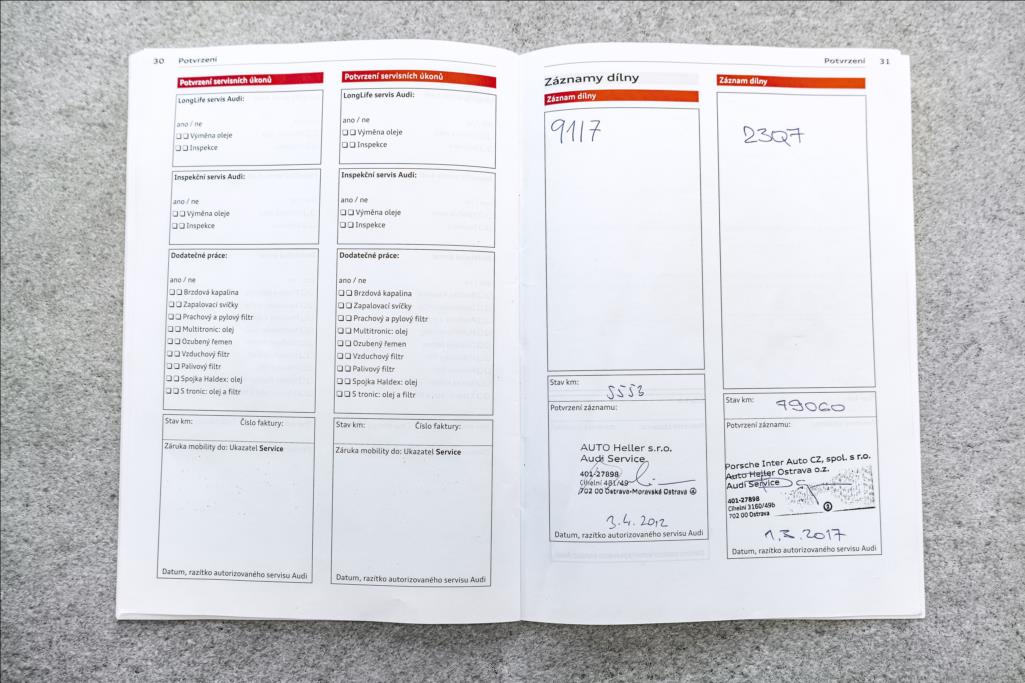 30 Potvrzení
Potvrzení servisních úkonů
LongLife servis Audi:
ano / ne
Výměna oleje
Inspekce
Inspekční servis Audi:
ano / ne
Výměna oleje
Inspekce
Dodatečné práce:
ano / ne
Brzdová kapalina
Zapalovací svíčky
Prachový a pylový filtr
Multitronic: olej
Ozubený řemen
Vzduchový filtr
Palivový filtr
Spojka Haldex: olej
S tronic: olej a filtr
Stav km: Číslo faktury:
Záruka mobility do: Ukazatel Service
Datum, razítko autorizovaného servisu Audi
Potvrzení servisních úkonů
LongLife servis Audi:
ano / ne
Výměna oleje
Inspekce
Inspekční servis Audi:
ano / ne
Výměna oleje
Inspekce
Dodatečné práce:
ano / ne
Brzdová kapalina
Zapalovací svíčky
Prachový a pylový filtr
Multitronic: olej
Ozubený řemen
Vzduchový filtr
Palivový filtr
Spojka Haldex: olej
S tronic: olej a filtr
Stav km: Číslo faktury:
Záruka mobility do: Ukazatel Service
Datum, razítko autorizovaného servisu Audi
Potvrzení 31
Záznamy dílny
Záznam dílny
9117
Stav km: 5553
Potvrzení záznamu:
AUTO Heller s.r.o.
Audi Service
401-27898
Cihelní 481/49
702 00 Ostrava-Moravská Ostrava 4
3.4.2012
Datum, razítko autorizovaného servisu Audi
Záznam dílny
23Q7
Stav km: 79060
Potvrzení záznamu:
Porsche Inter Auto CZ, spol. s r.o.
Auto Heller Ostrava o.z.
Audi Service
401-27898
Cihelní 3160/49b
702 00 Ostrava
1.3.2017
Datum, razítko autorizovaného servisu Audi